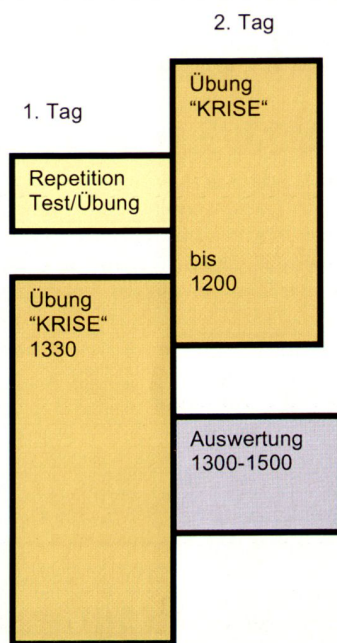 1. Tag
Repetition
Test/Übung
Übung
“KRISE“
1330
2. Tag
Übung
“KRISE“
bis
1200
Auswertung
1300-1500